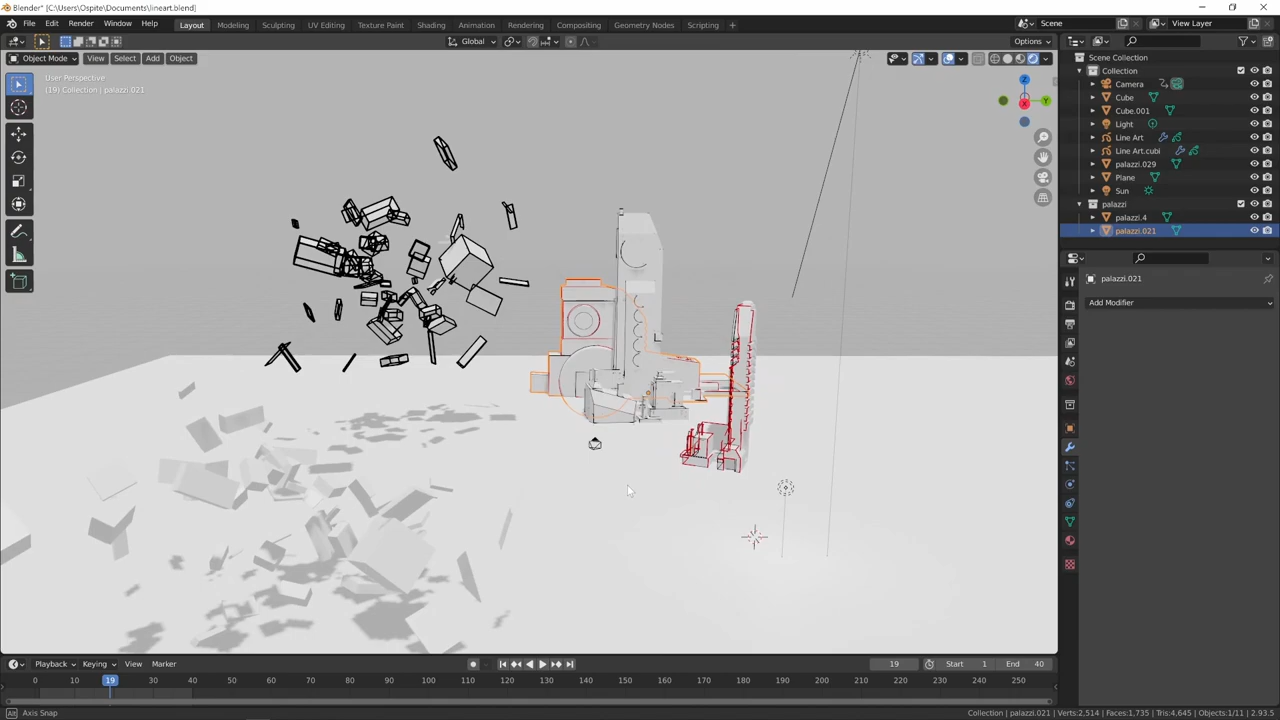 Blender* [C:\Users\Ospite\Documents\lineart.blend]
File Edit Render Window Help Layout Modeling Sculpting UV Editing Texture Paint Shading Animation Rendering Compositing Geometry Nodes Scripting + Scene View Layer
Global Options
Object Mode View Select Add Object
User Perspective
(19) Collection | palazzi.021
Z
Y
X
Scene Collection
Collection
Camera
Cube
Cube.001
Light
Line Art
Line Art.cubi
palazzi.029
Plane
Sun
palazzi
palazzi.4
palazzi.021
palazzi.021
Add Modifier
Playback Keying View Marker 19 Start 1 End 40
0 10 19 30 40 50 60 70 80 90 100 110 120 130 140 150 160 170 180 190 200 210 220 230 240 250
Alt Axis Snap Collection | palazzi.021 | Verts:2,514 | Faces:1,735 | Tris:4,645 | Objects:1/11 | 2.93.5